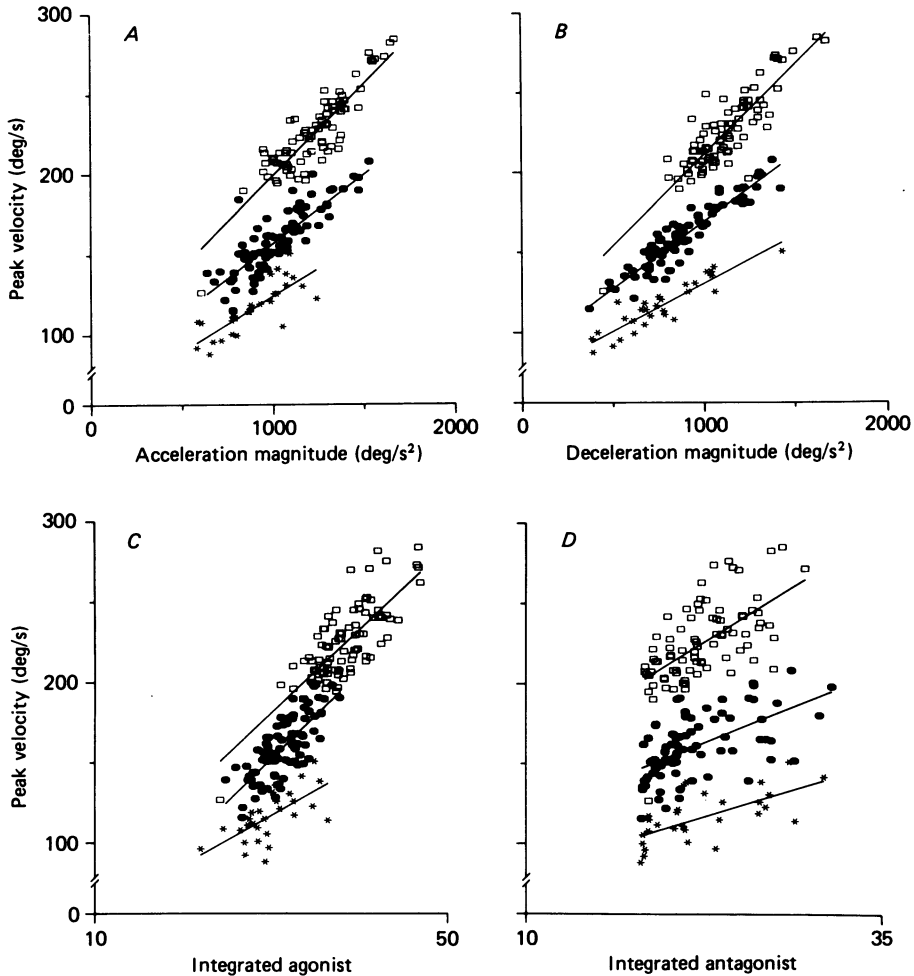 300
200
100
0
Peak velocity (deg/s)
A
0
1000
2000
Acceleration magnitude (deg/s²)
B
0
1000
2000
Deceleration magnitude (deg/s²)
300
200
100
0
Peak velocity (deg/s)
C
10
50
Integrated agonist
D
10
35
Integrated antagonist